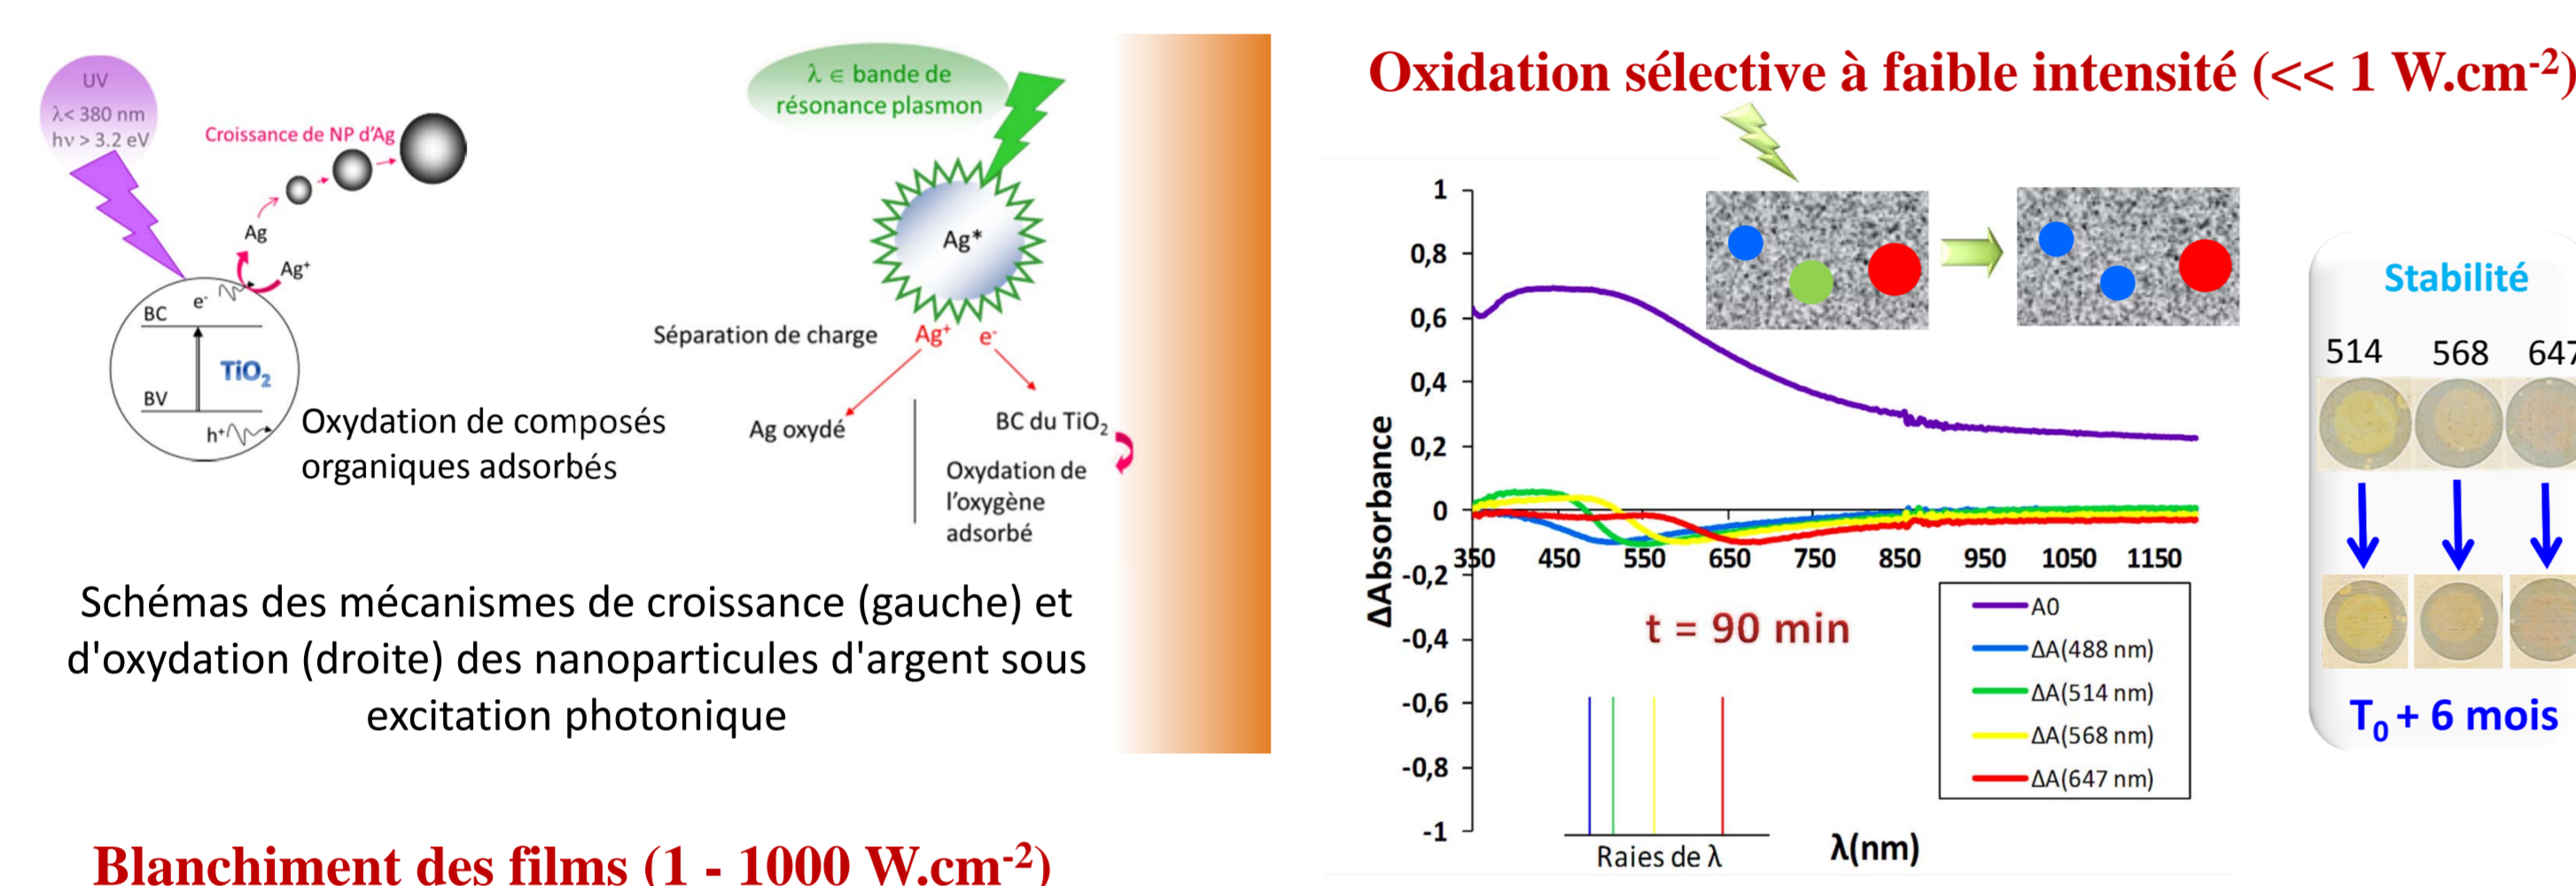 UV
λ< 380 nm
hν > 3.2 eV
Croissance de NP d'Ag
Ag
Ag⁺
e⁻
BC
TiO₂
BV
h⁺
Oxydation de composés
organiques adsorbés
λ ∈ bande de
résonance plasmon
Ag*
Séparation de charge
Ag⁺ e⁻
Ag oxydé
BC du TiO₂
Oxydation de
l'oxygène
adsorbé
Schémas des mécanismes de croissance (gauche) et
d'oxydation (droite) des nanoparticules d'argent sous
excitation photonique
Blanchiment des films (1 - 1000 W.cm⁻²)
Oxidation sélective à faible intensité (<< 1 W.cm⁻²)
ΔAbsorbance
1
0,8
0,6
0,4
0,2
0
-0,2
-0,4
-0,6
-0,8
-1
350 450 550 650 750 850 950 1050 1150
t = 90 min
A0
ΔA(488 nm)
ΔA(514 nm)
ΔA(568 nm)
ΔA(647 nm)
Raies de λ
λ(nm)
Stabilité
514 568 647
T₀ + 6 mois